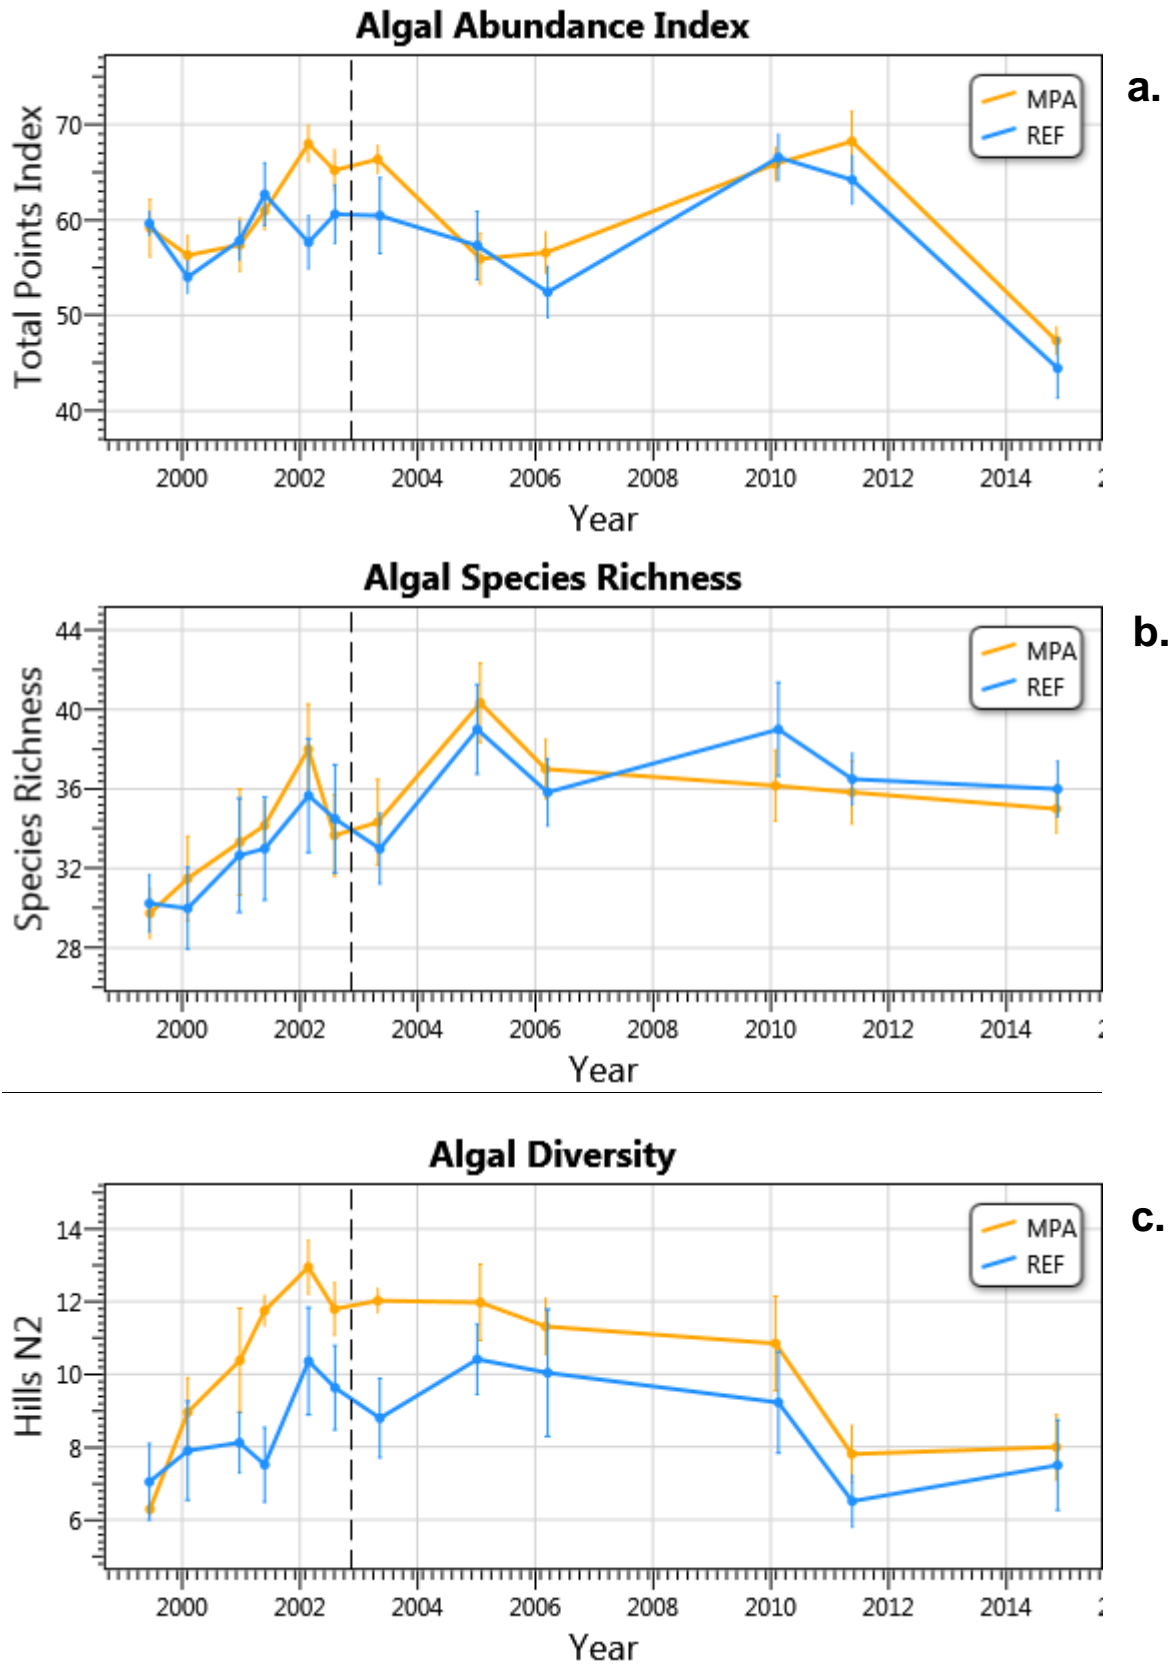 Algal Abundance Index
a.
MPA
REF
Total Points Index
70
60
50
40
2000 2002 2004 2006 2008 2010 2012 2014
Year
Algal Species Richness
b.
MPA
REF
Species Richness
44
40
36
32
28
2000 2002 2004 2006 2008 2010 2012 2014
Year
Algal Diversity
c.
MPA
REF
Hills N2
14
12
10
8
6
2000 2002 2004 2006 2008 2010 2012 2014
Year